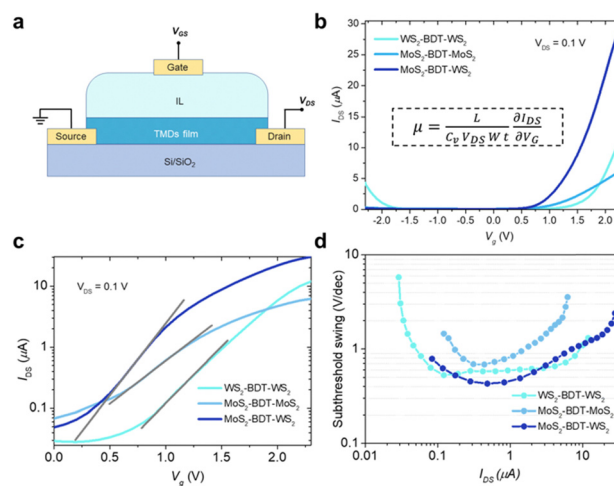 a
V_GS
Gate
IL
V_DS
Source
TMDs film
Drain
Si/SiO₂
b
WS₂-BDT-WS₂
MoS₂-BDT-MoS₂
MoS₂-BDT-WS₂
V_DS = 0.1 V
μ = L / (C_v V_DS W t) ∂I_DS / ∂V_G
I_DS (μA)
30
25
20
15
10
5
0
-2.0 -1.5 -1.0 -0.5 0.0 0.5 1.0 1.5 2.0
V_g (V)
c
V_DS = 0.1 V
I_DS (μA)
10
1
0.1
WS₂-BDT-WS₂
MoS₂-BDT-MoS₂
MoS₂-BDT-WS₂
0.0 0.5 1.0 1.5 2.0
V_g (V)
d
Subthreshold swing (V/dec)
10
1
0.1
WS₂-BDT-WS₂
MoS₂-BDT-MoS₂
MoS₂-BDT-WS₂
0.01 0.1 1 10
I_DS (μA)